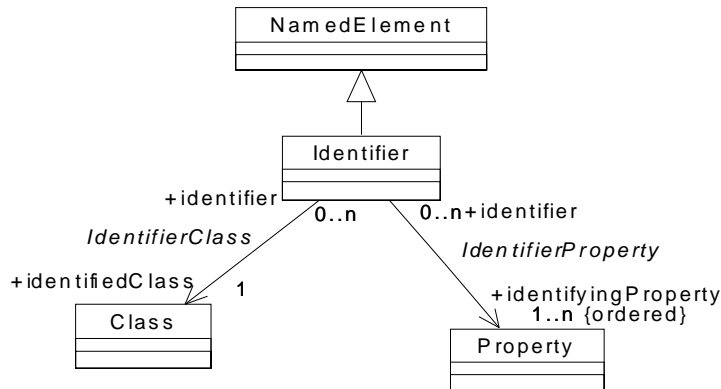 NamedElement
Identifier
+identifier
0..n
0..n
+identifier
IdentifierClass
IdentifierProperty
+identifiedClass
1
+identifyingProperty
1..n {ordered}
Class
Property